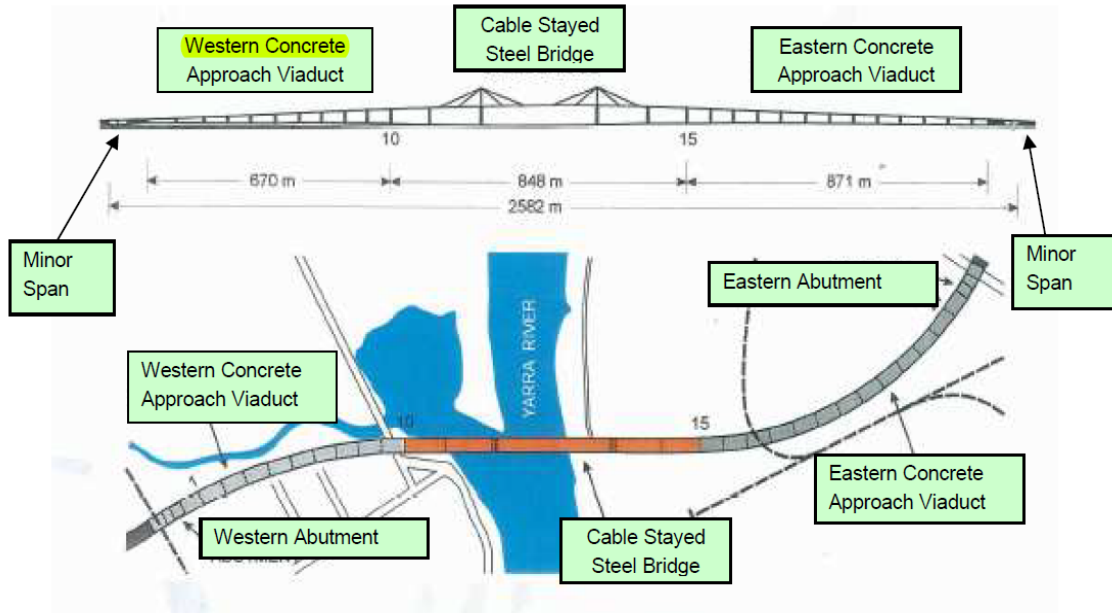 Western Concrete
Approach Viaduct
Cable Stayed
Steel Bridge
Eastern Concrete
Approach Viaduct
10
15
670 m
848 m
871 m
2582 m
Minor
Span
Minor
Span
Eastern Abutment
YARRA RIVER
Western Concrete
Approach Viaduct
10
15
1
Eastern Concrete
Approach Viaduct
Western Abutment
Cable Stayed
Steel Bridge